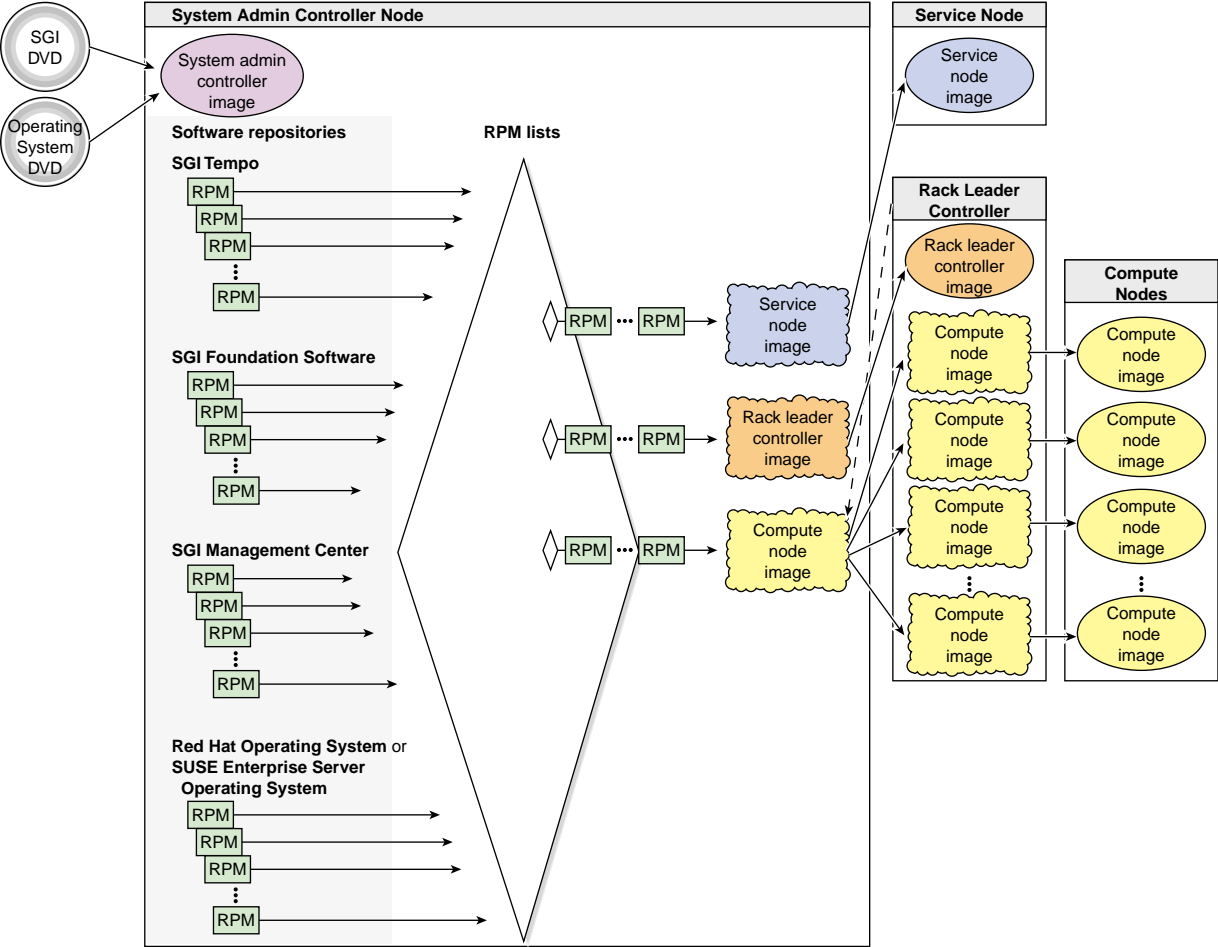 SGI
DVD
Operating
System
DVD
System Admin Controller Node
System admin
controller
image
Software repositories
SGI Tempo
RPM
RPM
RPM
RPM
SGI Foundation Software
RPM
RPM
RPM
RPM
SGI Management Center
RPM
RPM
RPM
RPM
Red Hat Operating System or
SUSE Enterprise Server
Operating System
RPM
RPM
RPM
RPM
RPM lists
RPM ••• RPM
Service
node
image
RPM ••• RPM
Rack leader
controller
image
RPM ••• RPM
Compute
node
image
Service Node
Service
node
image
Rack Leader
Controller
Rack leader
controller
image
Compute
node
image
Compute
node
image
Compute
node
image
Compute
node
image
Compute
Nodes
Compute
node
image
Compute
node
image
Compute
node
image
Compute
node
image